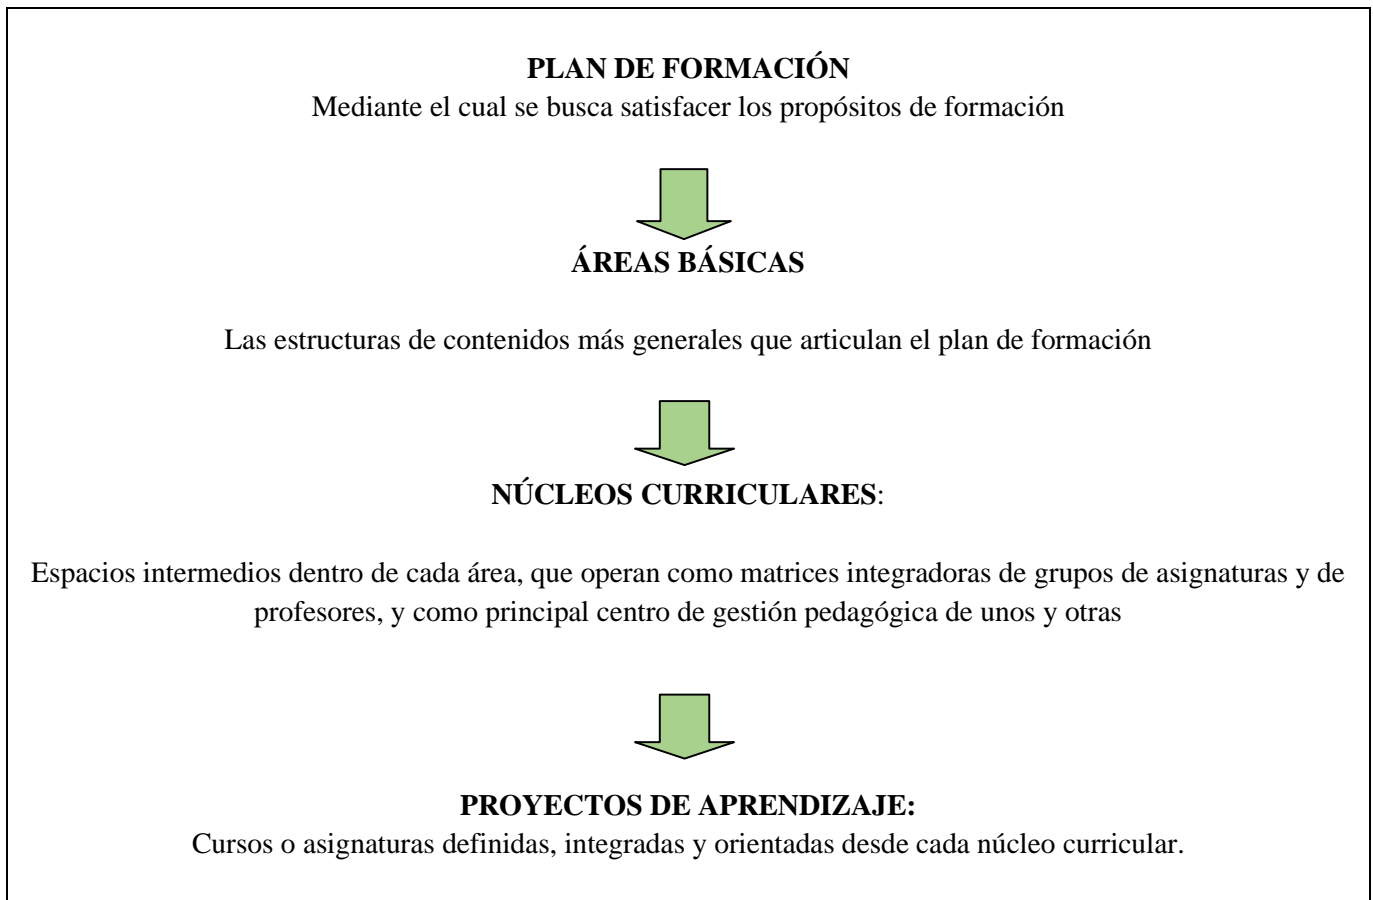 PLAN DE FORMACIÓN
Mediante el cual se busca satisfacer los propósitos de formación
ÁREAS BÁSICAS
Las estructuras de contenidos más generales que articulan el plan de formación
NÚCLEOS CURRICULARES:
Espacios intermedios dentro de cada área, que operan como matrices integradoras de grupos de asignaturas y de
profesores, y como principal centro de gestión pedagógica de unos y otras
PROYECTOS DE APRENDIZAJE:
Cursos o asignaturas definidas, integradas y orientadas desde cada núcleo curricular.